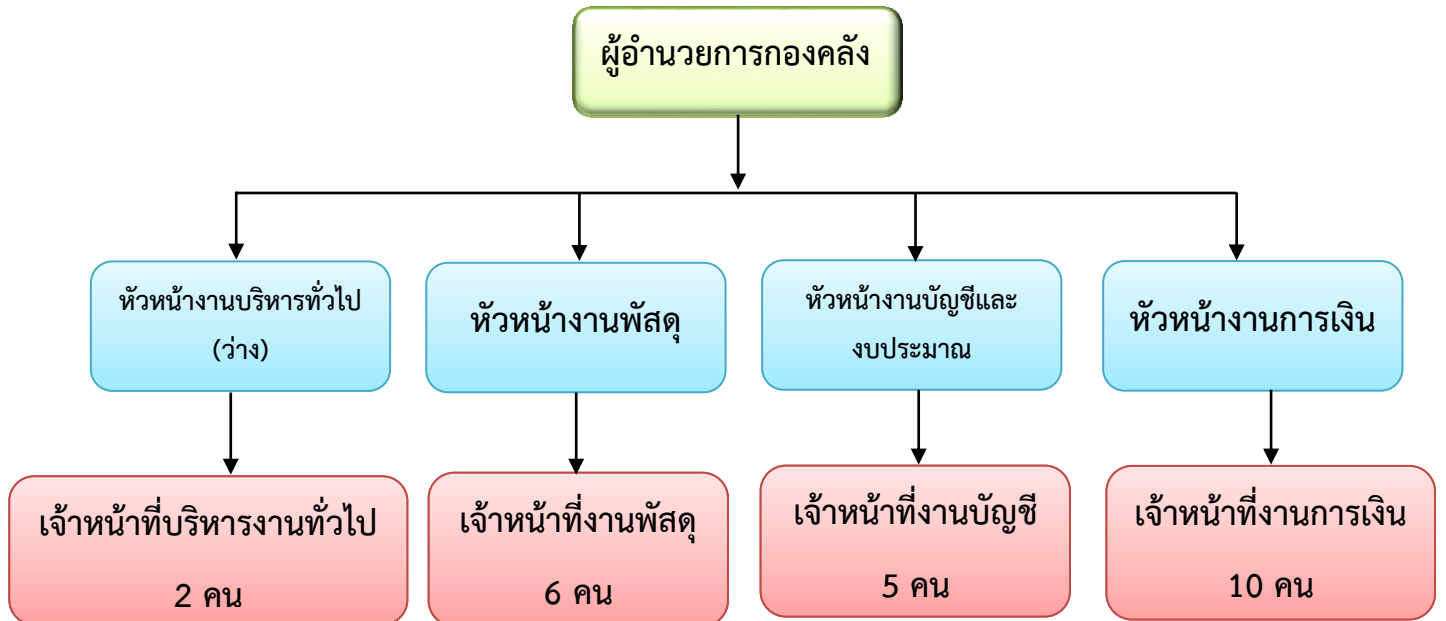 ผู้อำนวยการกองคลัง
หัวหน้างานบริหารทั่วไป
(ว่าง)
หัวหน้างานพัสดุ
หัวหน้างานบัญชีและ
งบประมาณ
หัวหน้างานการเงิน
เจ้าหน้าที่บริหารงานทั่วไป
2 คน
เจ้าหน้าที่งานพัสดุ
6 คน
เจ้าหน้าที่งานบัญชี
5 คน
เจ้าหน้าที่งานการเงิน
10 คน